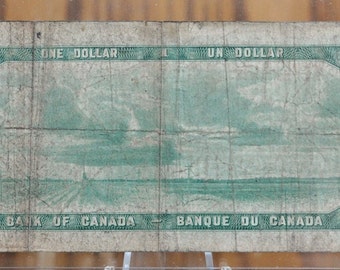 ONE DOLLAR UN DOLLAR
BANK OF CANADA — BANQUE DU CANADA